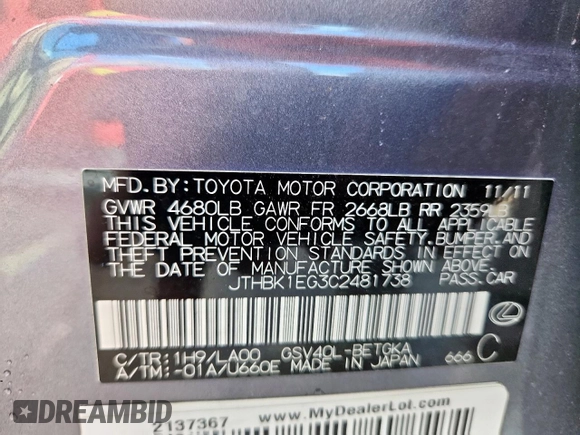 MFD. BY: TOYOTA MOTOR CORPORATION 11/11
GVWR 4680LB GAWR FR 2668LB RR 2359LB
THIS VEHICLE CONFORMS TO ALL APPLICABLE
FEDERAL MOTOR VEHICLE SAFETY, BUMPER, AND
THEFT PREVENTION STANDARDS IN EFFECT ON
THE DATE OF MANUFACTURE SHOWN ABOVE.
JTHBK1EG3C2481738 PASS. CAR
C/TR: 1H9/LA00 GSV40L-BETGKA
A/TM: -01A/U660E MADE IN JAPAN 666 C
2137367 www.MyDealerLot.com
DREAMBID